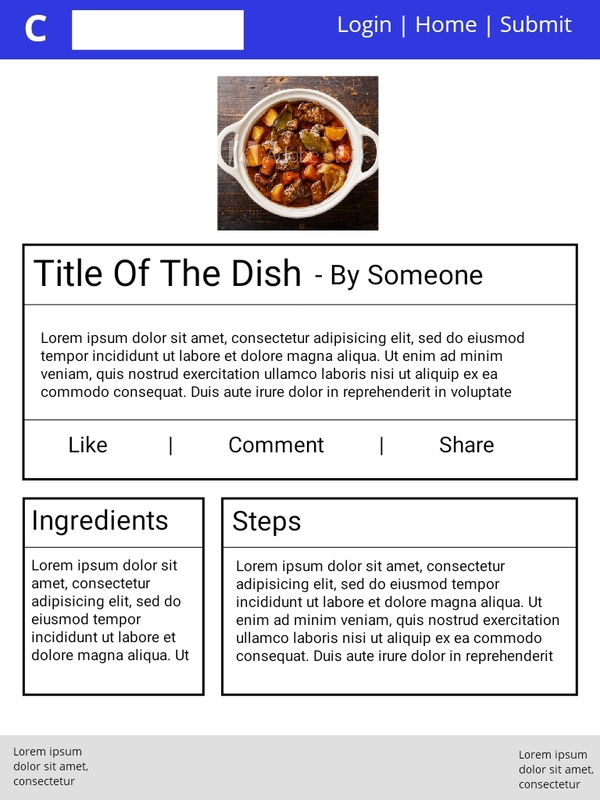 C
Login | Home | Submit
Adobe Stock
Title Of The Dish - By Someone
Lorem ipsum dolor sit amet, consectetur adipisicing elit, sed do eiusmod
tempor incididunt ut labore et dolore magna aliqua. Ut enim ad minim
veniam, quis nostrud exercitation ullamco laboris nisi ut aliquip ex ea
commodo consequat. Duis aute irure dolor in reprehenderit in voluptate
Like | Comment | Share
Ingredients
Lorem ipsum dolor sit
amet, consectetur
adipisicing elit, sed do
eiusmod tempor
incididunt ut labore et
dolore magna aliqua. Ut
Steps
Lorem ipsum dolor sit amet, consectetur
adipisicing elit, sed do eiusmod tempor
incididunt ut labore et dolore magna aliqua. Ut
enim ad minim veniam, quis nostrud exercitation
ullamco laboris nisi ut aliquip ex ea commodo
consequat. Duis aute irure dolor in reprehenderit
Lorem ipsum
dolor sit amet,
consectetur
Lorem ipsum
dolor sit amet,
consectetur